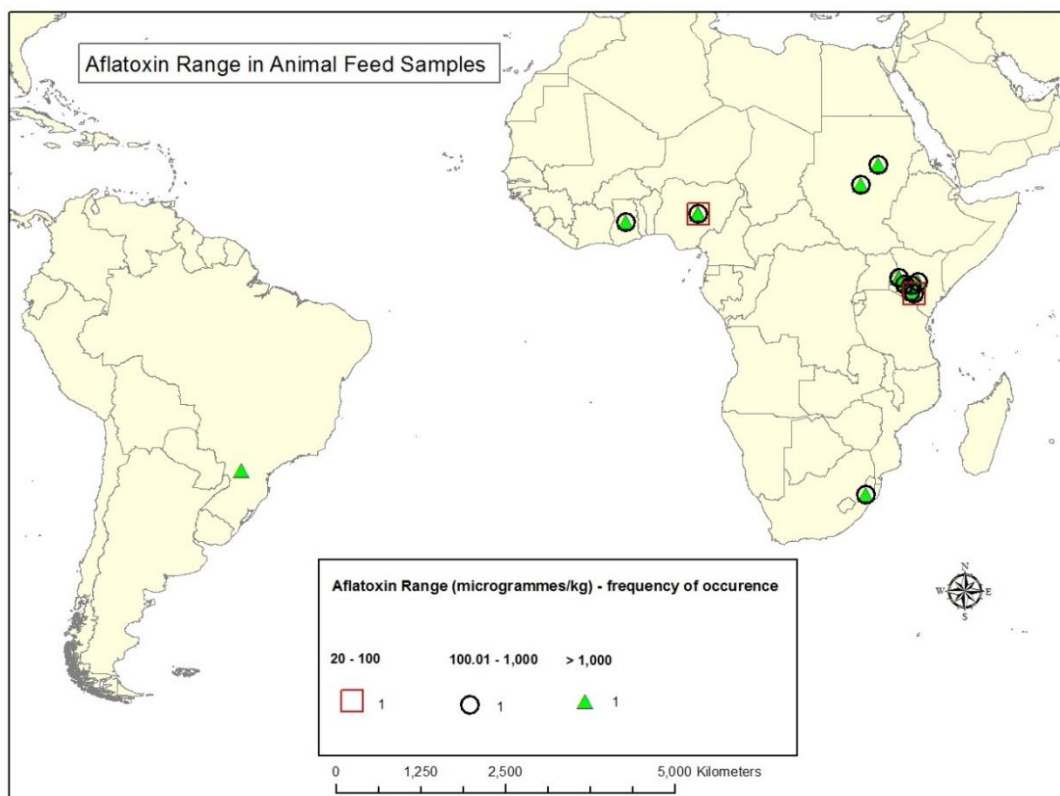 Aflatoxin Range in Animal Feed Samples
N
W E
S
Aflatoxin Range (microgrammes/kg) - frequency of occurence
20 - 100 100.01 - 1,000 > 1,000
1 1 1
0 1,250 2,500 5,000 Kilometers